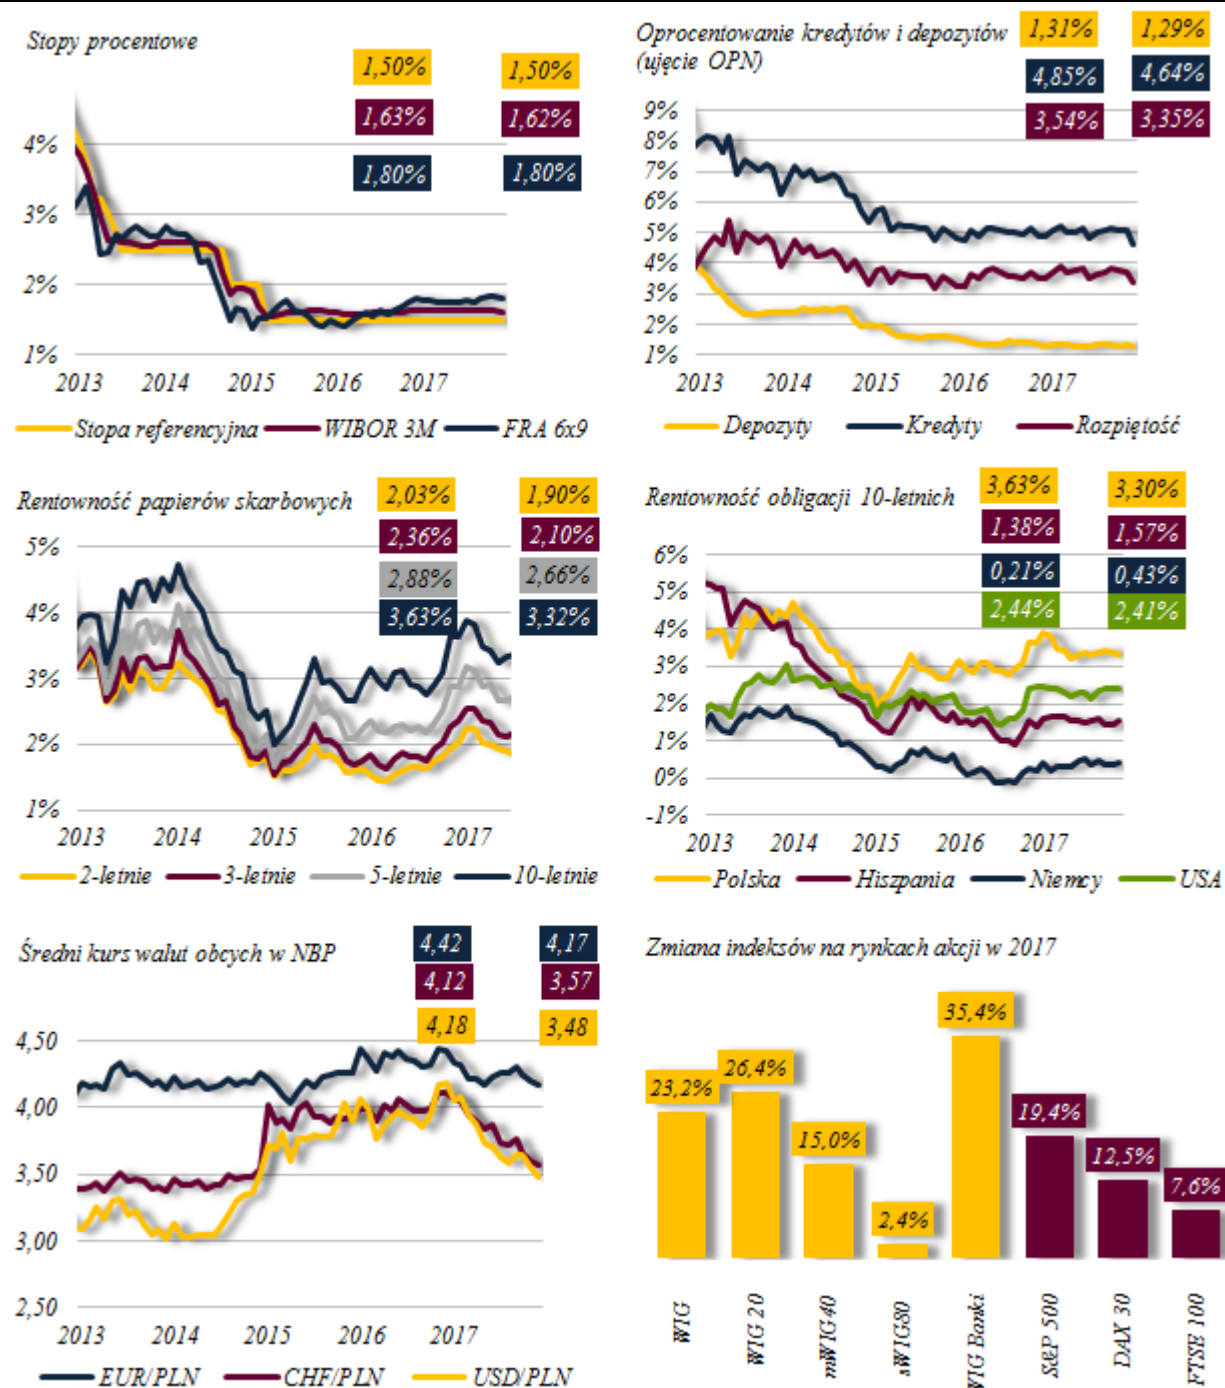 Stopy procentowe
1,50% 1,50%
1,63% 1,62%
1,80% 1,80%
4%
3%
2%
1%
2013 2014 2015 2016 2017
Stopa referencyjna WIBOR 3M FRA 6x9
Oprocentowanie kredytów i depozytów
(ujęcie OPN)
1,31% 1,29%
4,85% 4,64%
3,54% 3,35%
9%
8%
7%
6%
5%
4%
3%
2%
1%
2013 2014 2015 2016 2017
Depozyty Kredyty Rozpiętość
Rentowność papierów skarbowych
2,03% 1,90%
2,36% 2,10%
2,88% 2,66%
3,63% 3,32%
5%
4%
3%
2%
1%
2013 2014 2015 2016 2017
2-letnie 3-letnie 5-letnie 10-letnie
Rentowność obligacji 10-letnich
3,63% 3,30%
1,38% 1,57%
0,21% 0,43%
2,44% 2,41%
6%
5%
4%
3%
2%
1%
0%
-1%
2013 2014 2015 2016 2017
Polska Hiszpania Niemcy USA
Średni kurs walut obcych w NBP
4,42 4,17
4,12 3,57
4,18 3,48
4,50
4,00
3,50
3,00
2,50
2013 2014 2015 2016 2017
EUR/PLN CHF/PLN USD/PLN
Zmiana indeksów na rynkach akcji w 2017
23,2% 26,4% 15,0% 2,4% 35,4% 19,4% 12,5% 7,6%
WIG
WIG 20
mWIG40
sWIG80
WIG Banki
S&P 500
DAX 30
FTSE 100